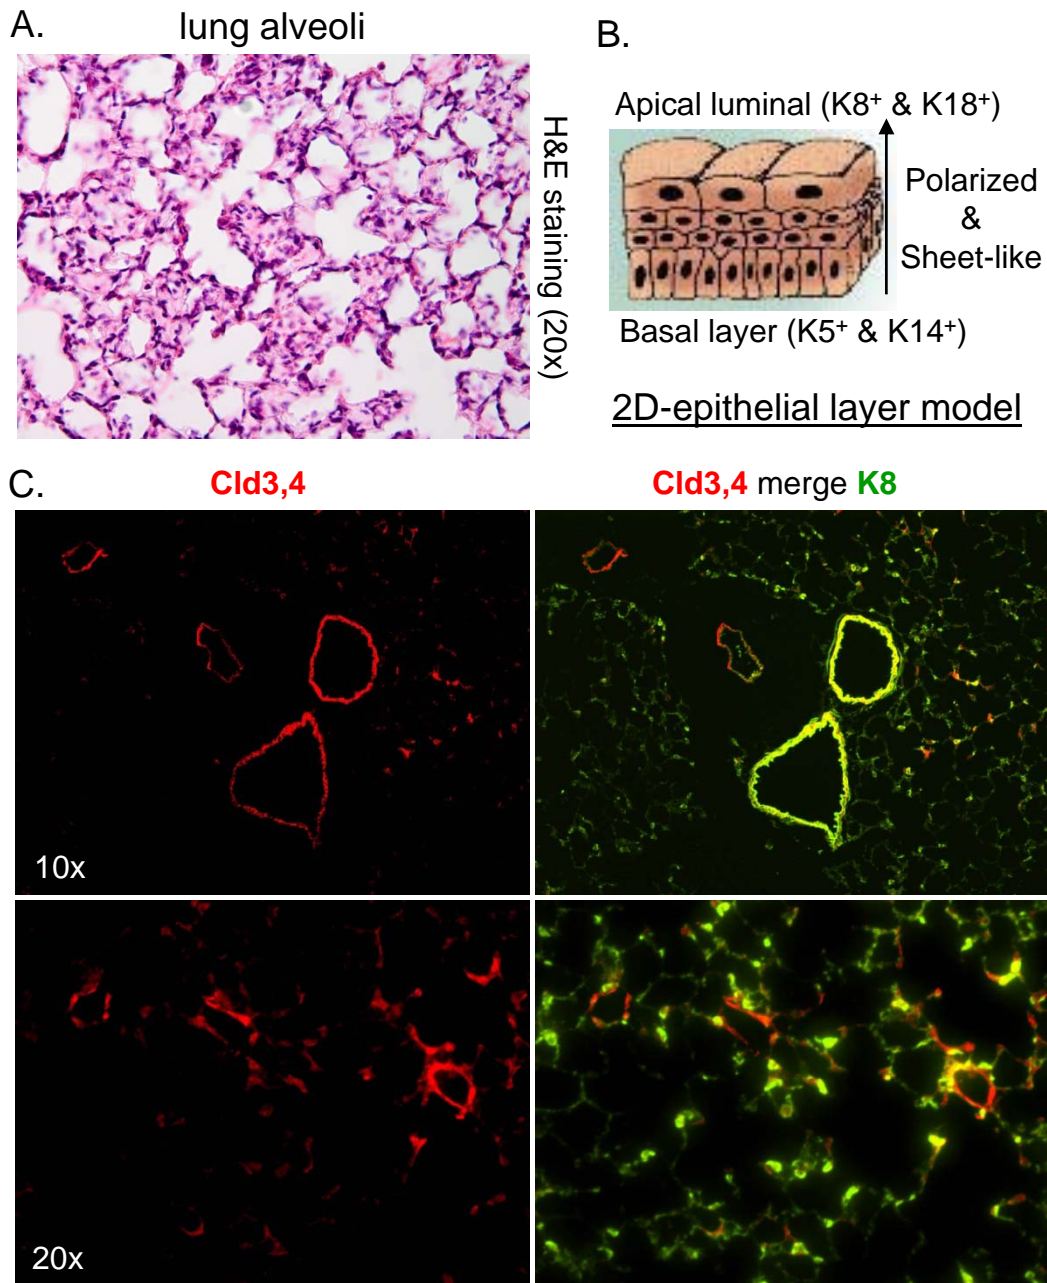 A.
lung alveoli
H&E staining (20x)
B.
Apical luminal (K8⁺ & K18⁺)
Polarized
&
Sheet-like
Basal layer (K5⁺ & K14⁺)
2D-epithelial layer model
C.
Cld3,4
Cld3,4 merge K8
10x
20x